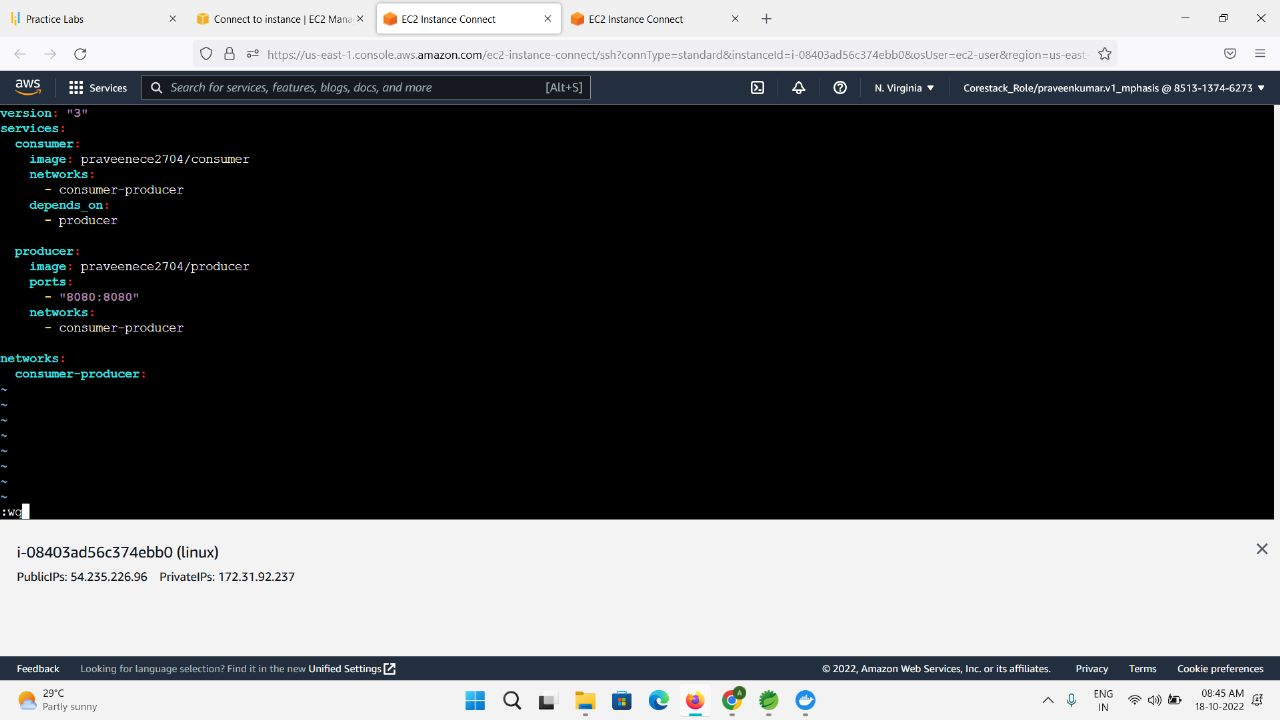 Practice Labs
Connect to instance | EC2 Mana
EC2 Instance Connect
EC2 Instance Connect
https://us-east-1.console.aws.amazon.com/ec2-instance-connect/ssh?connType=standard&instanceId=i-08403ad56c374ebb0&osUser=ec2-user&region=us-east-
aws
Services
Search for services, features, blogs, docs, and more
[Alt+S]
N. Virginia
Corestack_Role/praveenkumar.v1_mphasis @ 8513-1374-6273
version: "3"
services:
  consumer:
    image: praveenece2704/consumer
    networks:
      - consumer-producer
    depends_on:
      - producer
  producer:
    image: praveenece2704/producer
    ports:
      - "8080:8080"
    networks:
      - consumer-producer
networks:
  consumer-producer:
~
~
~
~
~
~
~
~
:wq
i-08403ad56c374ebb0 (linux)
PublicIPs: 54.235.226.96 PrivateIPs: 172.31.92.237
Feedback
Looking for language selection? Find it in the new Unified Settings
© 2022, Amazon Web Services, Inc. or its affiliates.
Privacy
Terms
Cookie preferences
29°C
Partly sunny
A
ENG
IN
08:45 AM
18-10-2022